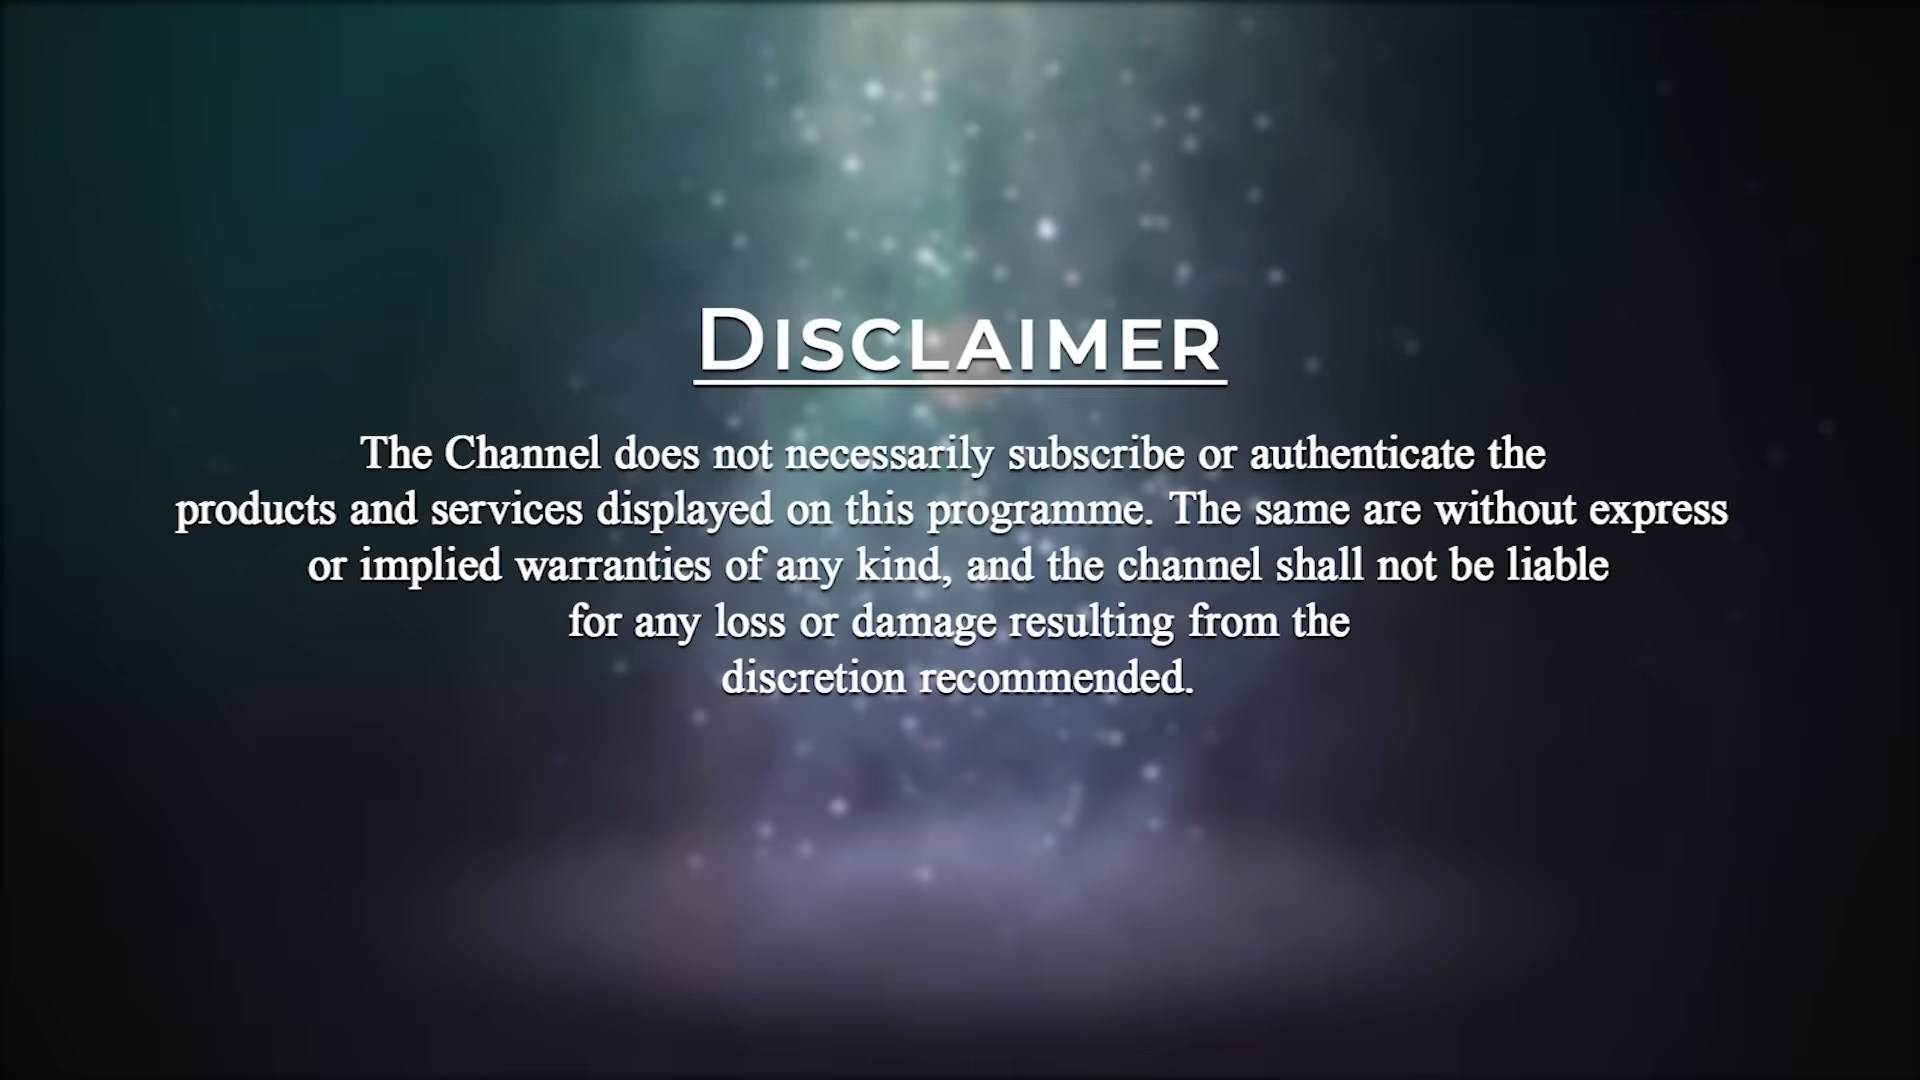 DISCLAIMER
The Channel does not necessarily subscribe or authenticate the
products and services displayed on this programme. The same are without express
or implied warranties of any kind, and the channel shall not be liable
for any loss or damage resulting from the
discretion recommended.